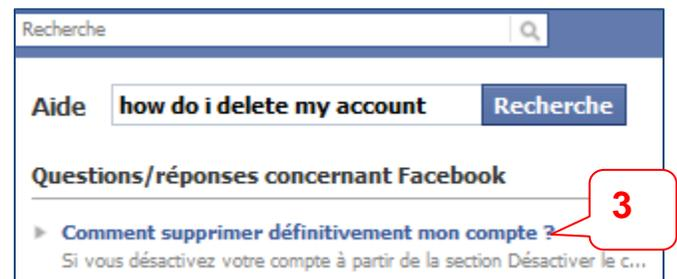 Recherche
Aide how do i delete my account Recherche
Questions/réponses concernant Facebook
Comment supprimer définitivement mon compte ?
Si vous désactivez votre compte à partir de la section Désactiver le c...
3